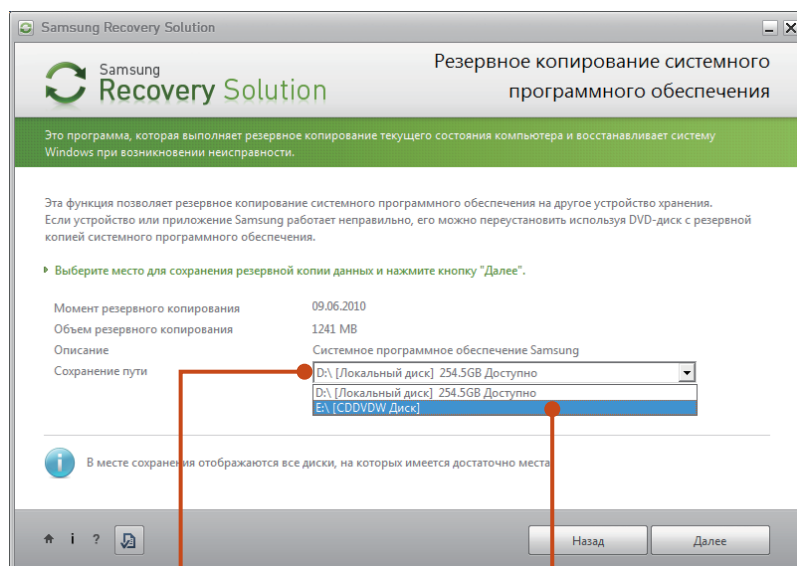 Samsung Recovery Solution
Samsung
Recovery Solution
Резервное копирование системного
программного обеспечения
Это программа, которая выполняет резервное копирование текущего состояния компьютера и восстанавливает систему
Windows при возникновении неисправности.
Эта функция позволяет резервное копирование системного программного обеспечения на другое устройство хранения.
Если устройство или приложение Samsung работает неправильно, его можно переустановить используя DVD-диск с резервной
копией системного программного обеспечения.
Выберите место для сохранения резервной копии данных и нажмите кнопку "Далее".
Момент резервного копирования 09.06.2010
Объем резервного копирования 1241 MB
Описание Системное программное обеспечение Samsung
Сохранение пути D:\ [Локальный диск] 254.5GB Доступно
D:\ [Локальный диск] 254.5GB Доступно
E:\ [CDDVDW Диск]
В месте сохранения отображаются все диски, на которых имеется достаточно места
i ?
Назад Далее